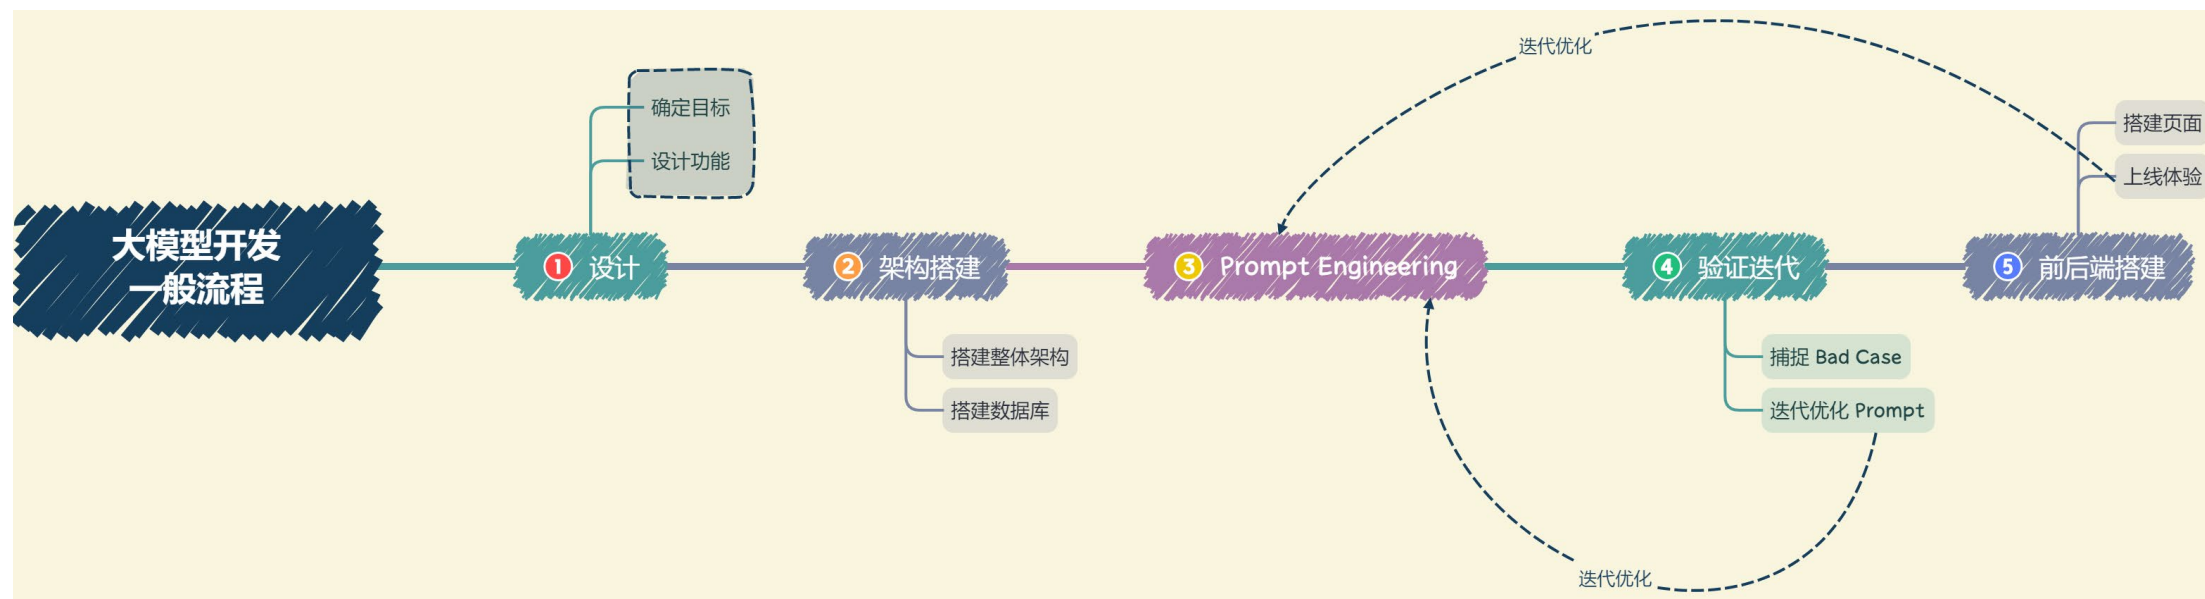 大模型开发
一般流程
1 设计
确定目标
设计功能
2 架构搭建
搭建整体架构
搭建数据库
3 Prompt Engineering
4 验证迭代
捕捉 Bad Case
迭代优化 Prompt
迭代优化
5 前后端搭建
搭建页面
上线体验
迭代优化